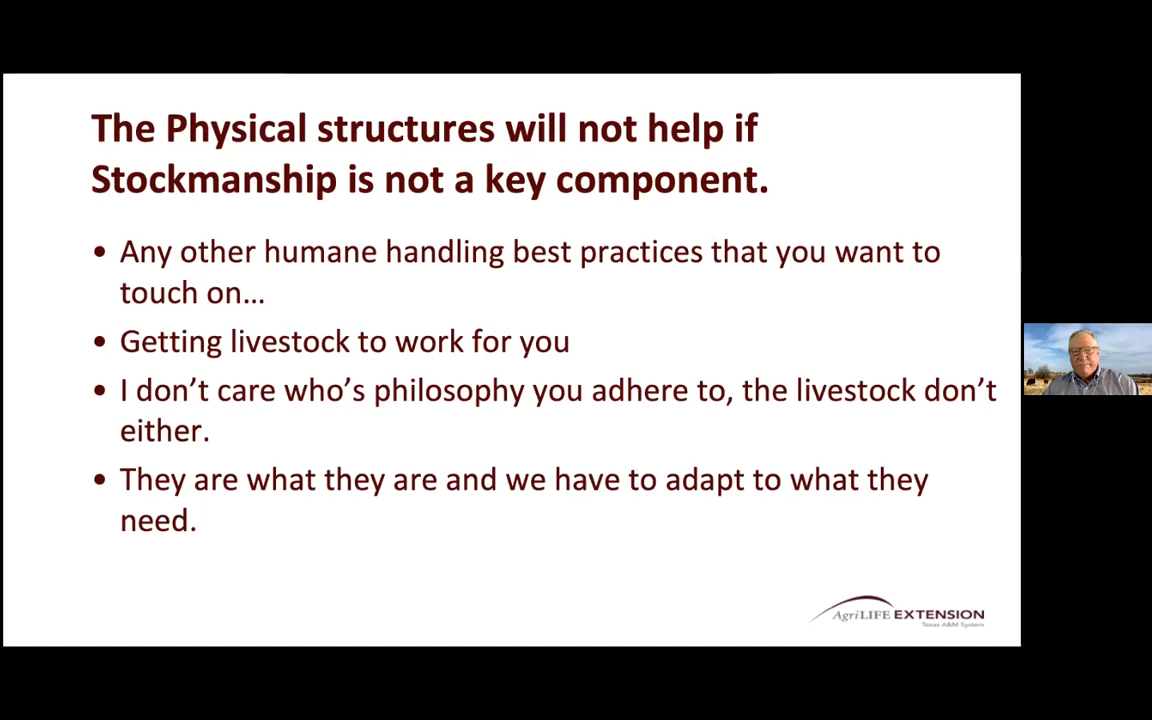 The Physical structures will not help if
Stockmanship is not a key component.
• Any other humane handling best practices that you want to
touch on…
• Getting livestock to work for you
• I don’t care who’s philosophy you adhere to, the livestock don’t
either.
• They are what they are and we have to adapt to what they
need.
AgriLIFE EXTENSION
Texas A&M System